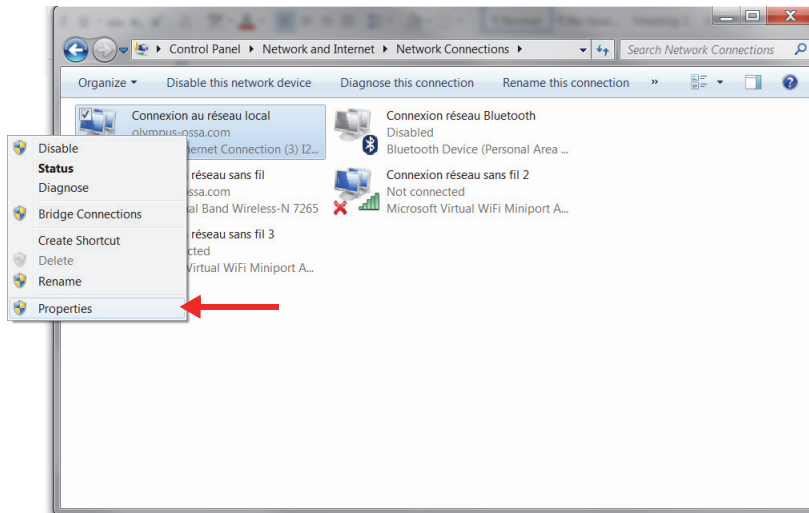 Control Panel ▸ Network and Internet ▸ Network Connections ▸
Search Network Connections
Organize ▾ Disable this network device Diagnose this connection Rename this connection »
Connexion au réseau local
olympus-ossa.com
ernet Connection (3) I2...
Connexion réseau Bluetooth
Disabled
Bluetooth Device (Personal Area ...
réseau sans fil
ossa.com
al Band Wireless-N 7265
Connexion réseau sans fil 2
Not connected
Microsoft Virtual WiFi Miniport A...
réseau sans fil 3
cted
Virtual WiFi Miniport A...
Disable
Status
Diagnose
Bridge Connections
Create Shortcut
Delete
Rename
Properties